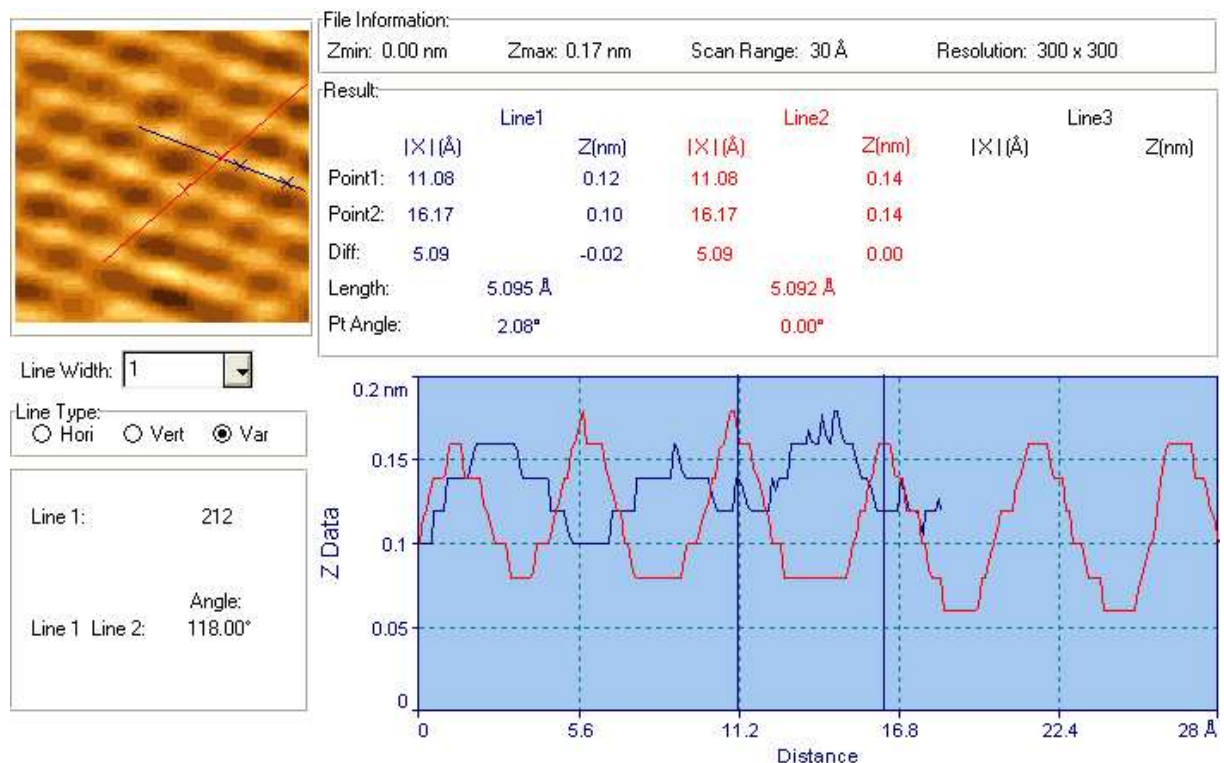 File Information:
Zmin: 0.00 nm Zmax: 0.17 nm Scan Range: 30 Å Resolution: 300 x 300
Result:
Line1 Line2 Line3
|X|(Å) Z(nm) |X|(Å) Z(nm) |X|(Å) Z(nm)
Point1: 11.08 0.12 11.08 0.14
Point2: 16.17 0.10 16.17 0.14
Diff: 5.09 -0.02 5.09 0.00
Length: 5.095 Å 5.092 Å
Pt Angle: 2.08° 0.00°
Line Width: 1
Line Type:
Hori Vert Var
Line 1: 212
Angle:
Line 1 Line 2: 118.00°
0.2 nm
0.15
0.1
0.05
0
Z Data
0 5.6 11.2 16.8 22.4 28 Å
Distance